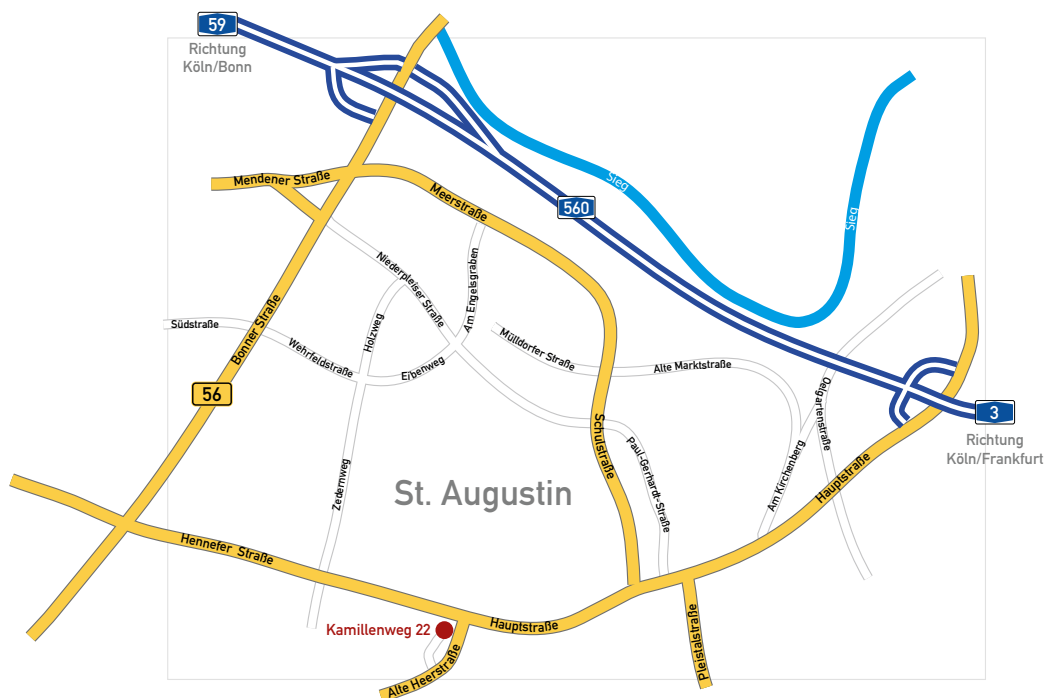 59
Richtung
Köln/Bonn
Mendener Straße
Meerstraße
Sieg
560
Sieg
Niederpleiser Straße
Am Engelsgraben
Südstraße
Bonner Straße
Holzweg
Wehrfeldstraße
Eibenweg
Mülldorfer Straße
Alte Marktstraße
Oelgartenstraße
56
3
Richtung
Köln/Frankfurt
Schulstraße
Paul-Gerhardt-Straße
Am Kirchenberg
Hauptstraße
Zedernweg
St. Augustin
Hennefer Straße
Kamillenweg 22
Hauptstraße
Alte Heerstraße
Pleistalstraße